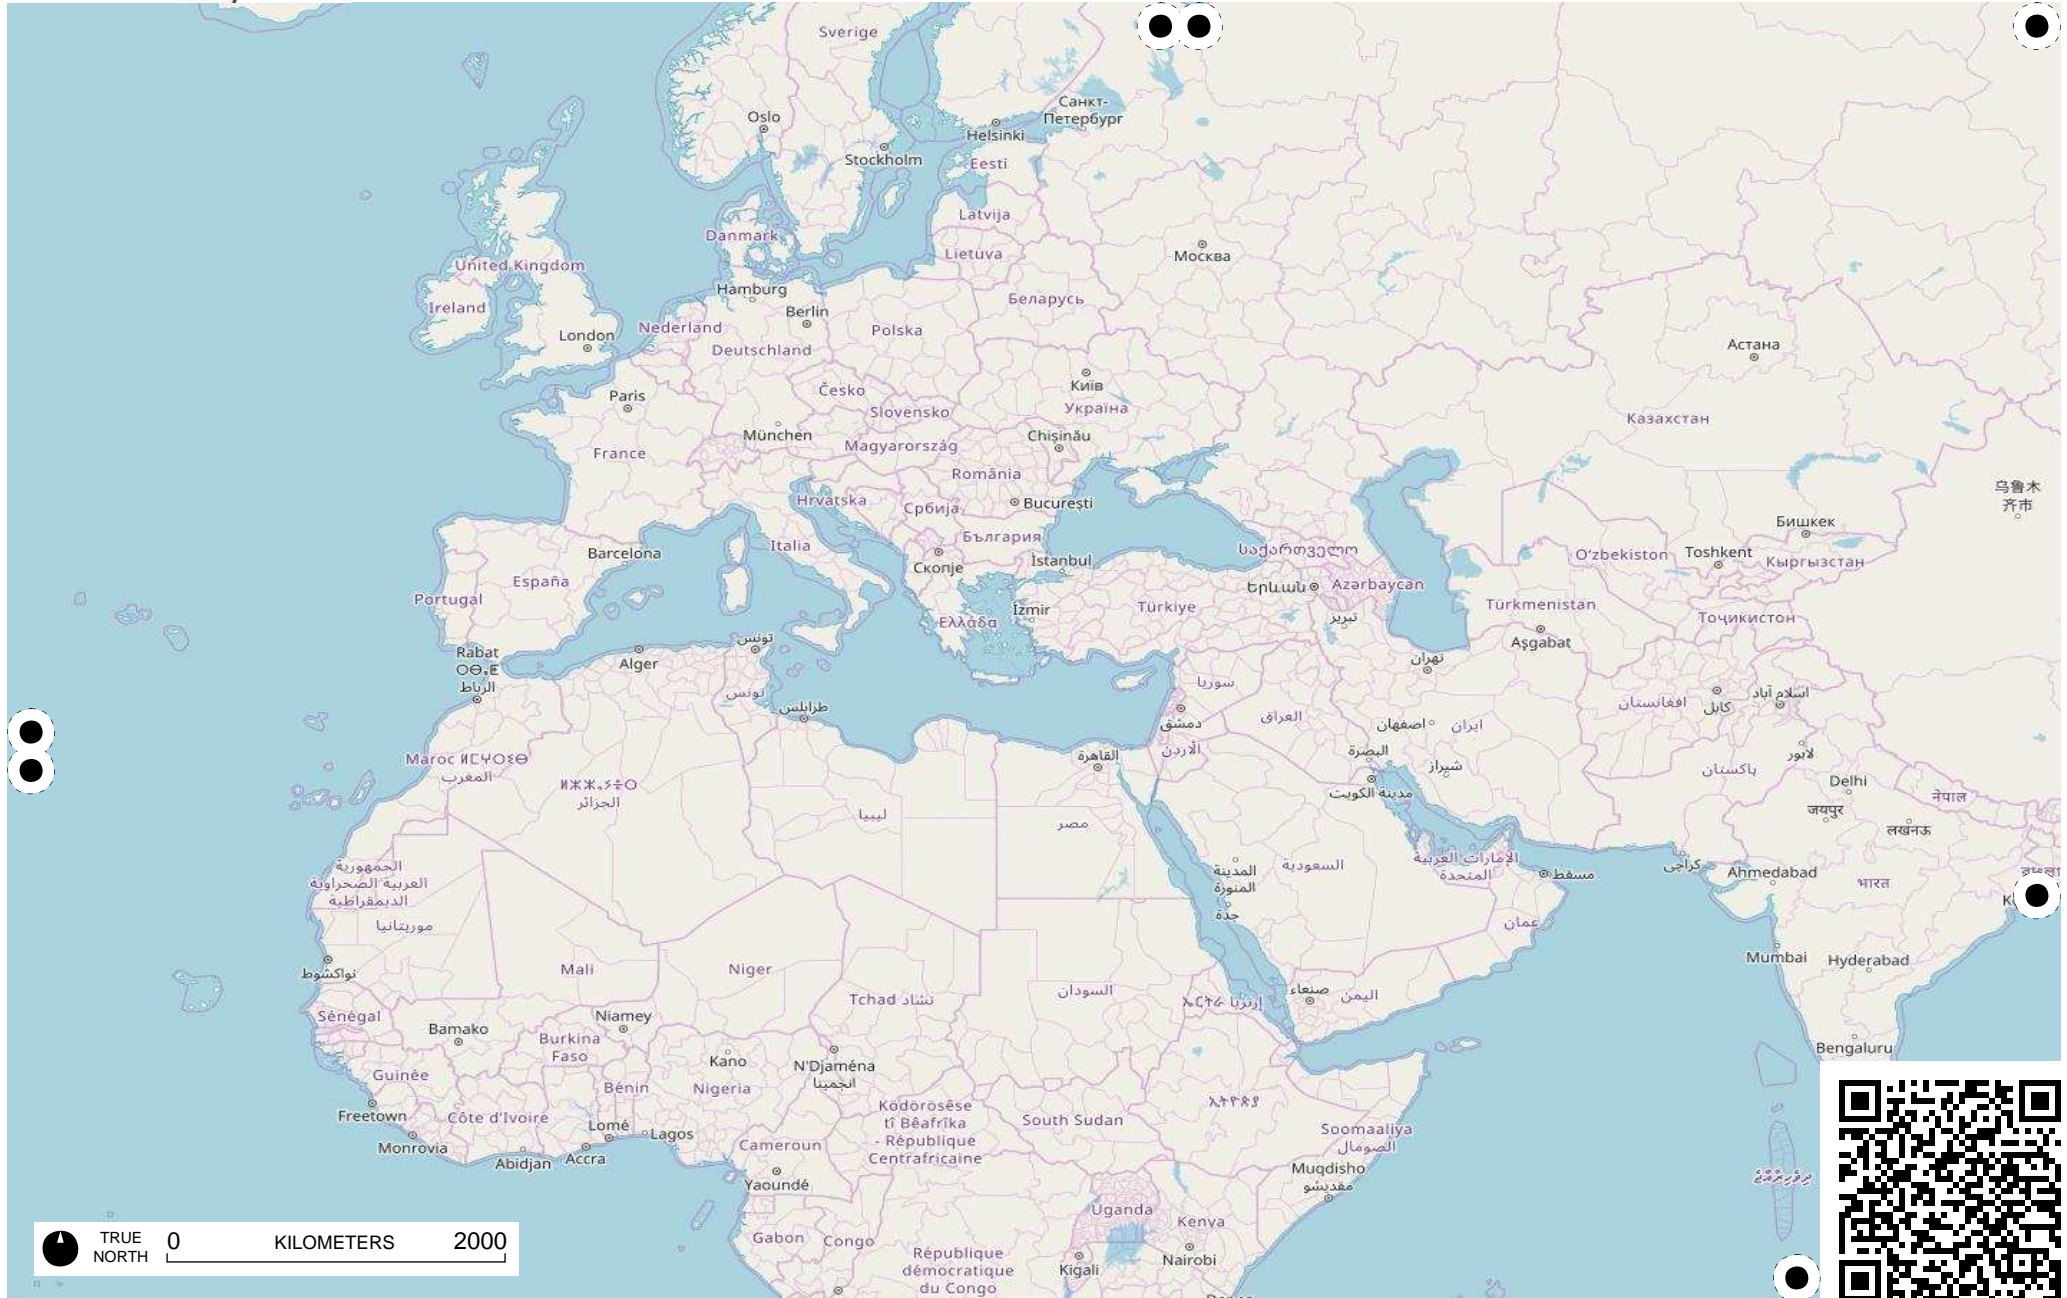 Sverige
Санкт-
Петербург
Oslo
Helsinki
Stockholm
Eesti
Latvija
Danmark
Lietuva
Москва
United Kingdom
Hamburg
Беларусь
Ireland
Berlin
Nederland
Polska
London
Deutschland
Астана
Київ
Česko
Paris
Slovensko
Україна
Казахстан
München
Chișinău
Magyarország
France
România
乌鲁木
齐市
Hrvatska
Србија
București
Бишкек
България
Italia
საქართველო
Barcelona
O‘zbekiston
Toshkent
Кыргызстан
Скопје
İstanbul
España
Երևան
Azərbaycan
Portugal
İzmir
Türkiye
Türkmenistan
Ελλάδα
تبریز
Тоҷикистон
تونس
Aşgabat
Rabat
ⵔⴱⴰⵟ
الرباط
Alger
تهران
سوريا
تونس
اسلام آباد
افغانستان
کابل
طرابلس
دمشق
العراق
اصفهان
ایران
الأردن
البصرة
القاهرة
لاہور
Maroc ⵍⵎⵖⵔⵉⴱ
المغرب
شیراز
پاکستان
Delhi
ⵍⵣⵣⴰⵢⴻⵔ
الجزائر
مدينة الكويت
नेपाल
जयपुर
ليبيا
مصر
लखनऊ
الجمهورية
العربية الصحراوية
الديمقراطية
السعودية
الإمارات العربية
المتحدة
المدينة
المنورة
کراچی
مسقط
Ahmedabad
भारत
جدة
K
موريتانيا
عمان
Mumbai
Hyderabad
نواكشوط
Mali
Niger
السودان
صنعاء
اليمن
Tchad تشاد
ኤርትራ إرتريا
Sénégal
Niamey
Bamako
Burkina
Faso
Bengaluru
Kano
N'Djaména
انجمينا
Guinée
Bénin
Nigeria
ኢትዮጵያ
Ködörösêse
tî Bêafrîka
- République
Centrafricaine
Freetown
Côte d'Ivoire
Lomé
Lagos
South Sudan
Soomaaliya
الصومال
Monrovia
Cameroun
Abidjan
Accra
Muqdisho
مقديشو
Yaoundé
ދިވެހިރާއްޖެ
Uganda
Kenya
Gabon
Congo
République
démocratique
du Congo
Kigali
Nairobi
TRUE
NORTH
0 KILOMETERS 2000